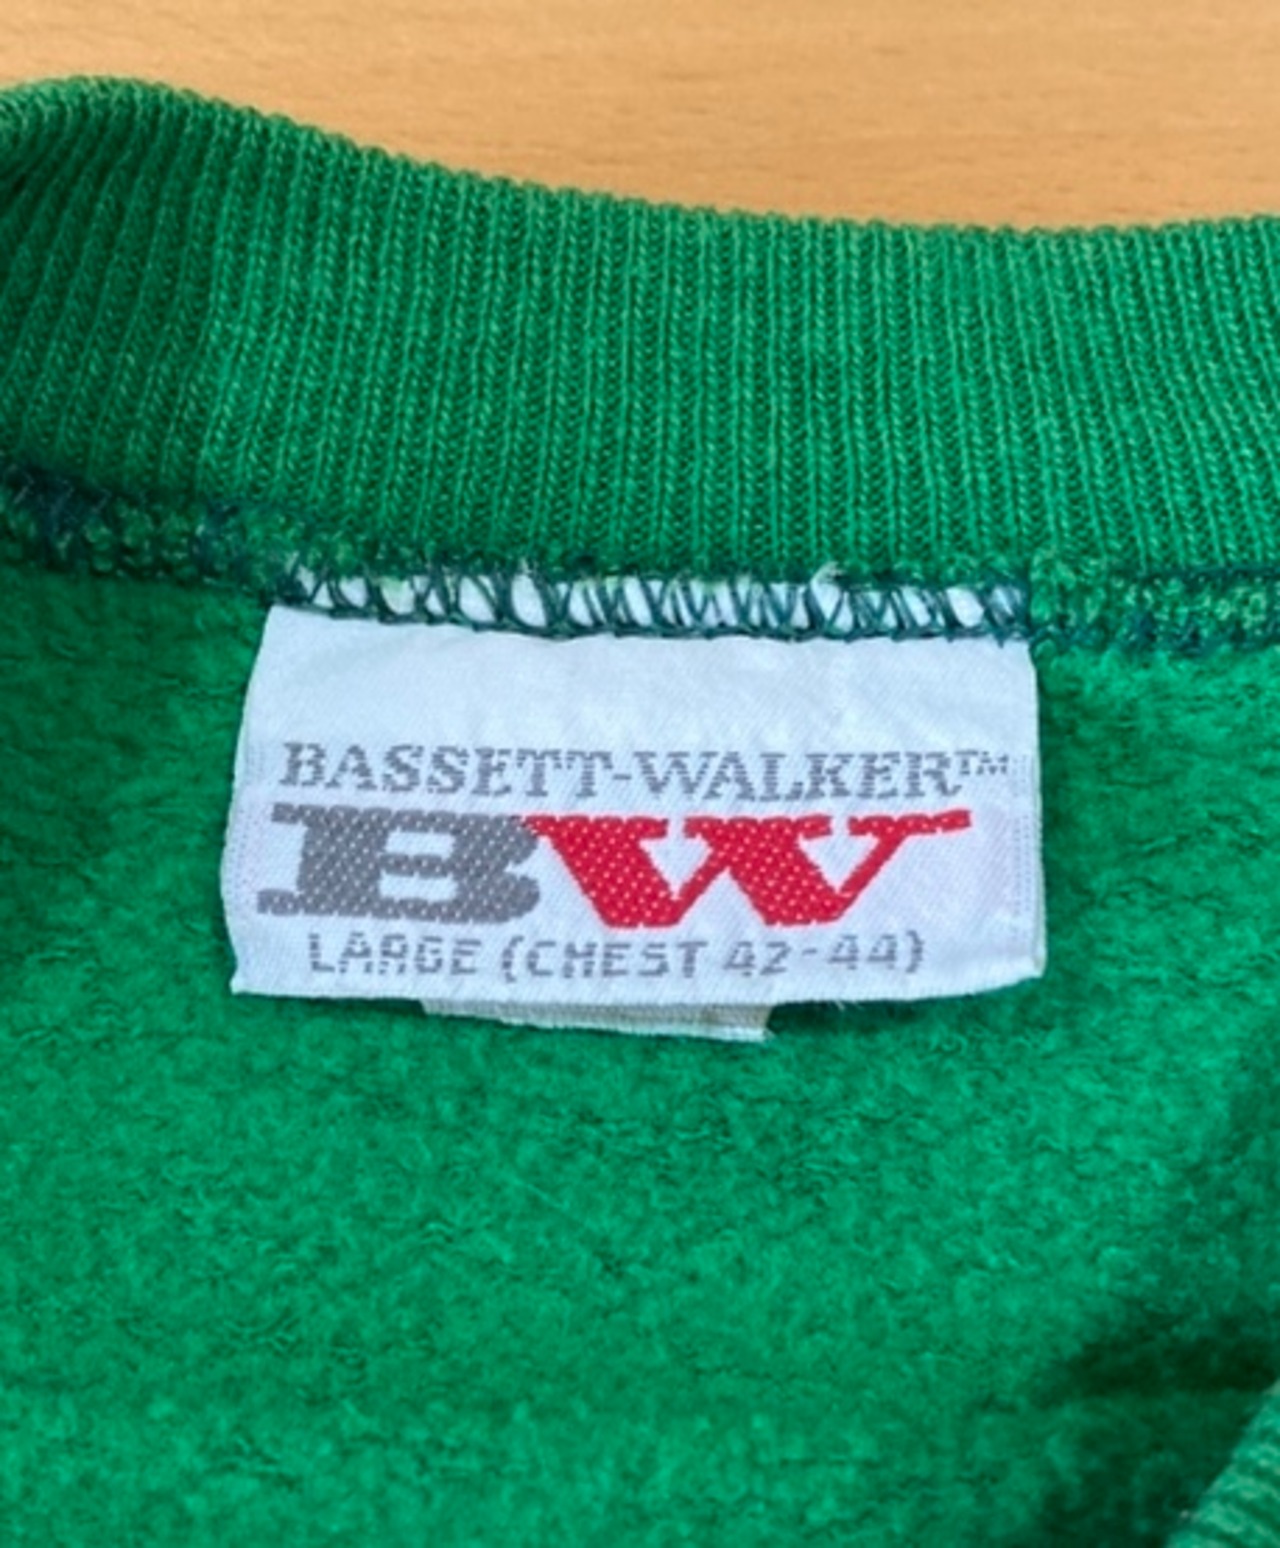 BASSETT-WALKER™
BW
LARGE (CHEST 42-44)